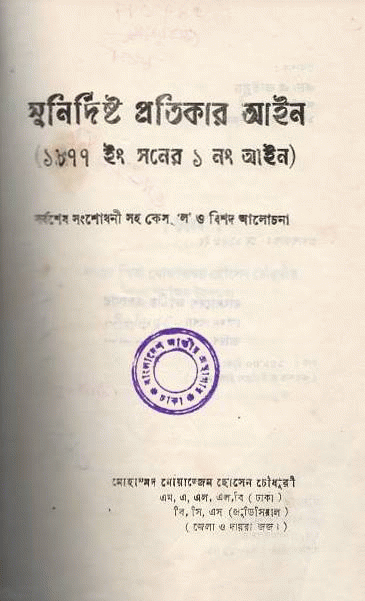 সুনির্দিষ্ট প্রতিকার আইন
(১৮৭৭ ইং সনের ১ নং আইন)
সর্বশেষ সংশোধনী সহ কেস্ 'ল' ও বিশদ আলোচনা
বাংলাদেশ জাতীয় গ্রন্থাগার
ঢাকা
মোহাম্মদ মোয়াজ্জেম হোসেন চৌধুরী
এম, এ, এল, এল, বি (ঢাকা)
বি, সি, এস (জুডিসিয়াল)
(জেলা ও দায়রা জজ।)